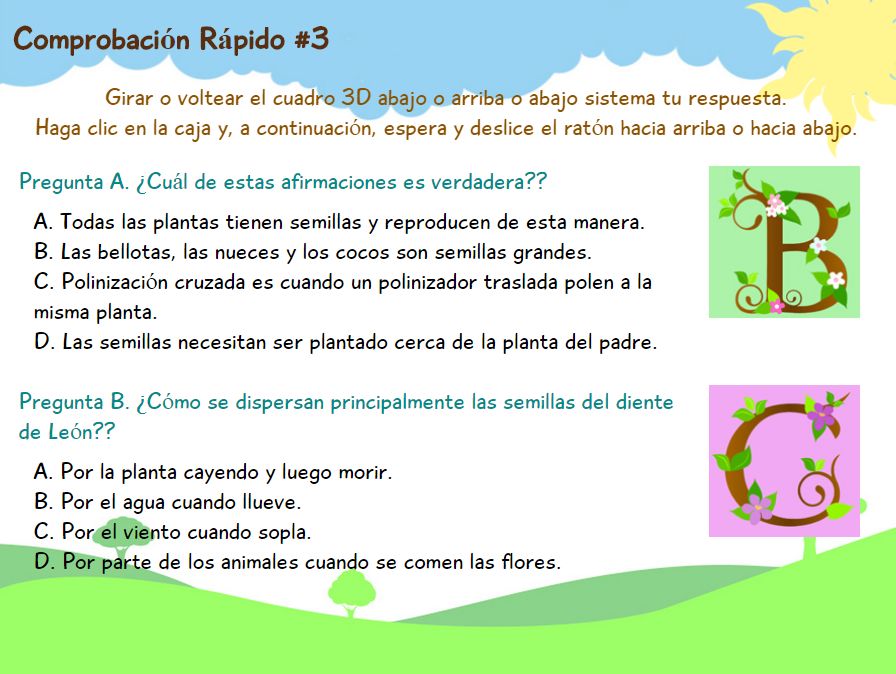 Comprobación Rápido #3
Girar o voltear el cuadro 3D abajo o arriba o abajo sistema tu respuesta.
Haga clic en la caja y, a continuación, espera y deslice el ratón hacia arriba o hacia abajo.
Pregunta A. ¿Cuál de estas afirmaciones es verdadera??
A. Todas las plantas tienen semillas y reproducen de esta manera.
B. Las bellotas, las nueces y los cocos son semillas grandes.
C. Polinización cruzada es cuando un polinizador traslada polen a la
misma planta.
D. Las semillas necesitan ser plantado cerca de la planta del padre.
B
Pregunta B. ¿Cómo se dispersan principalmente las semillas del diente
de León??
A. Por la planta cayendo y luego morir.
B. Por el agua cuando llueve.
C. Por el viento cuando sopla.
D. Por parte de los animales cuando se comen las flores.
C